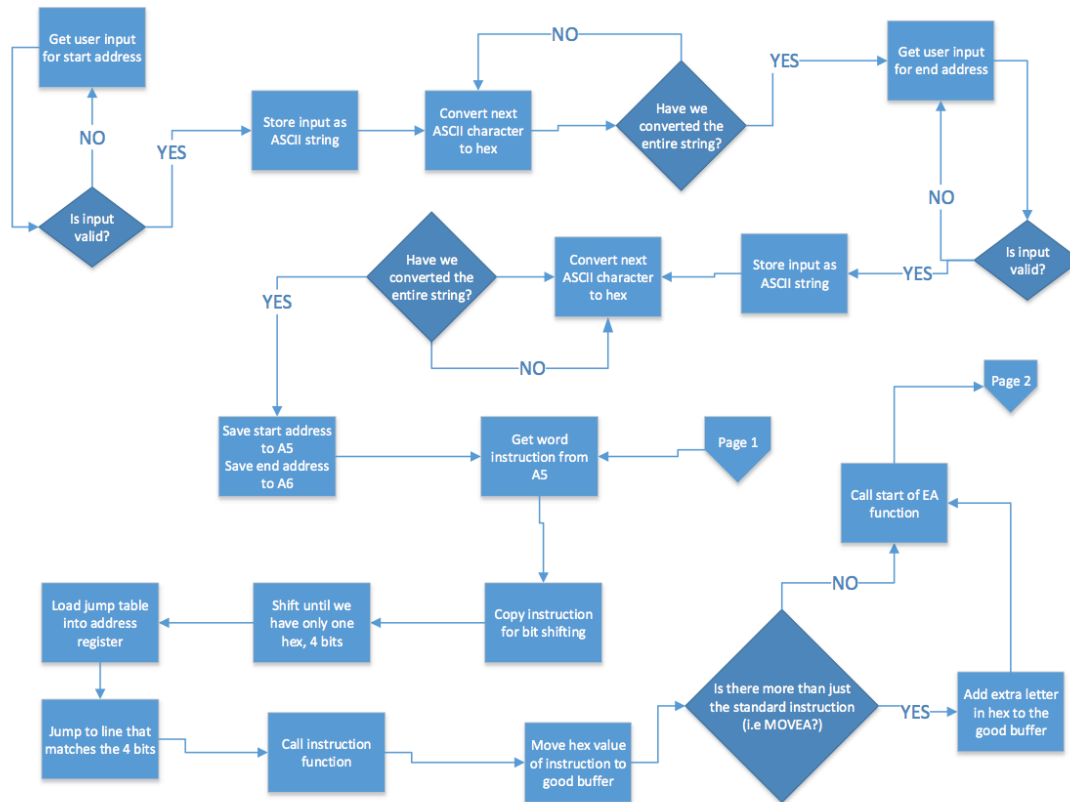 Get user input
for start address
NO
Is input
valid?
YES
Store input as
ASCII string
Convert next
ASCII character
to hex
NO
Have we
converted the
entire string?
YES
Get user input
for end address
NO
Is input
valid?
YES
Store input as
ASCII string
Convert next
ASCII character
to hex
Have we
converted the
entire string?
NO
YES
Save start address
to A5
Save end address
to A6
Get word
instruction from
A5
Page 1
Copy instruction
for bit shifting
Shift until we
have only one
hex, 4 bits
Load jump table
into address
register
Jump to line that
matches the 4 bits
Call instruction
function
Move hex value
of instruction to
good buffer
Is there more than just
the standard instruction
(i.e MOVEA?)
NO
YES
Add extra letter
in hex to the
good buffer
Call start of EA
function
Page 2